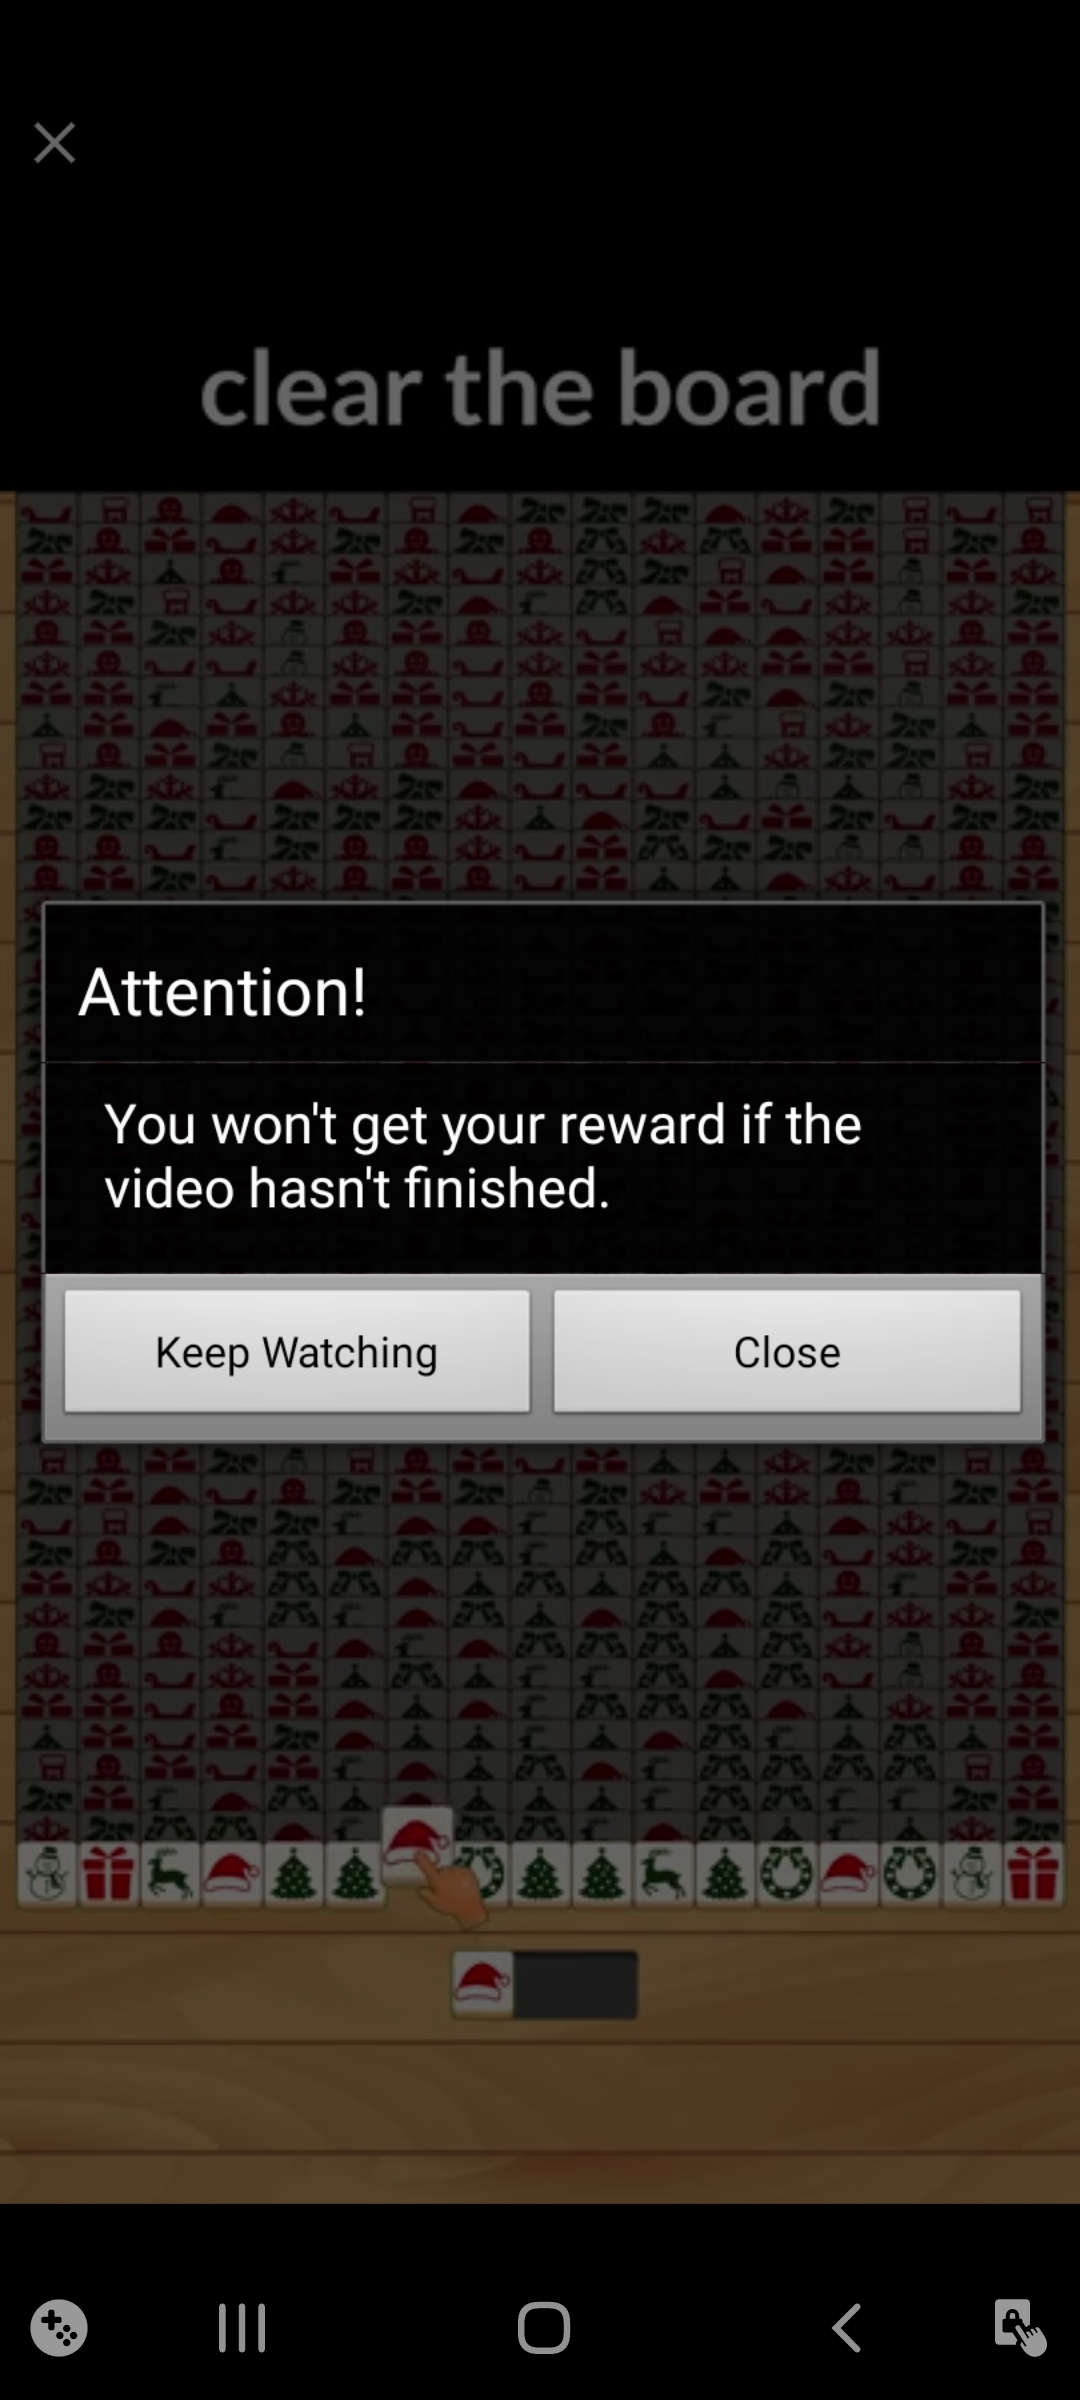 clear the board
Attention!
You won't get your reward if the
video hasn't finished.
Keep Watching
Close